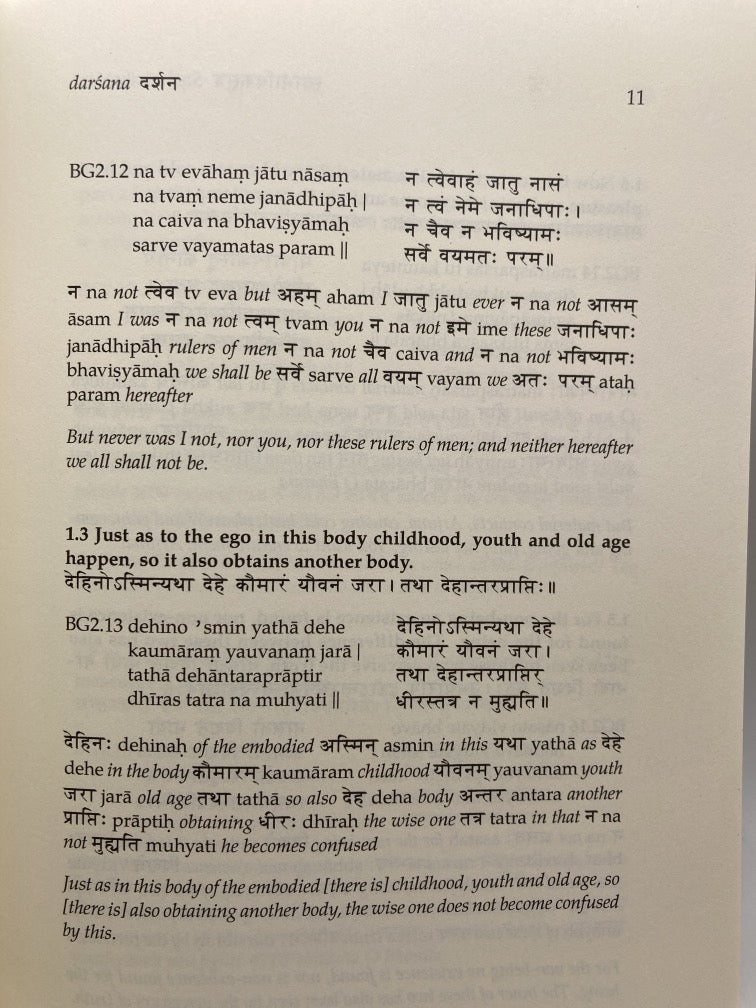 darśana दर्शन
11
BG2.12 na tv evāhaṃ jātu nāsaṃ न त्वेवाहं जातु नासं
na tvaṃ neme janādhipāḥ | न त्वं नेमे जनाधिपाः।
na caiva na bhaviṣyāmaḥ न चैव न भविष्यामः
sarve vayamatas param || सर्वे वयमतः परम्॥
न na not त्वेव tv eva but अहम् aham I जातु jātu ever न na not आसम्
āsam I was न na not त्वम् tvam you न na not इमे ime these जनाधिपाः
janādhipāḥ rulers of men न na not चैव caiva and न na not भविष्यामः
bhaviṣyāmaḥ we shall be सर्वे sarve all वयम् vayam we अतः परम् ataḥ
param hereafter
But never was I not, nor you, nor these rulers of men; and neither hereafter
we all shall not be.
1.3 Just as to the ego in this body childhood, youth and old age
happen, so it also obtains another body.
देहिनोऽस्मिन्यथा देहे कौमारं यौवनं जरा। तथा देहान्तरप्राप्तिः॥
BG2.13 dehino ’smin yathā dehe देहिनोऽस्मिन्यथा देहे
kaumāraṃ yauvanaṃ jarā | कौमारं यौवनं जरा।
tathā dehāntaraprāptir तथा देहान्तरप्राप्तिर्
dhīras tatra na muhyati || धीरस्तत्र न मुह्यति॥
देहिनः dehinaḥ of the embodied अस्मिन् asmin in this यथा yathā as देहे
dehe in the body कौमारम् kaumāram childhood यौवनम् yauvanam youth
जरा jarā old age तथा tathā so also देह deha body अन्तर antara another
प्राप्तिः prāptiḥ obtaining धीरः dhīraḥ the wise one तत्र tatra in that न na
not मुह्यति muhyati he becomes confused
Just as in this body of the embodied [there is] childhood, youth and old age, so
[there is] also obtaining another body, the wise one does not become confused
by this.